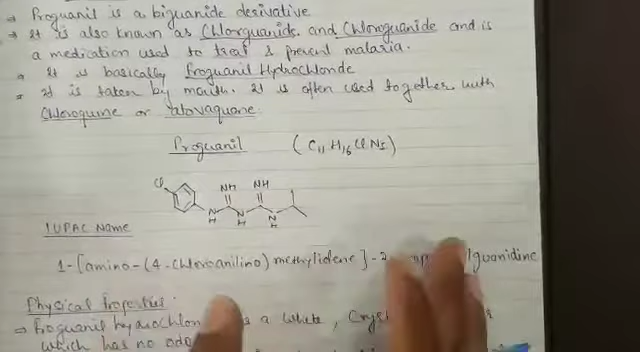 ⇒ Proguanil is a biguanide derivative
⇒ It is also known as Chlorguanide and Chloroguanide and is
a medication used to treat & prevent malaria.
⇒ It is basically Proguanil Hydrochloride
⇒ It is taken by mouth. It is often used together with
Chloroquine or atovaquone.
Proguanil (C11 H16 Cl N5)
Cl NH NH
N H N H N H
IUPAC Name
1-[amino-(4-chloroanilino) methylidene]-2- guanidine
Physical Properties:
⇒ Proguanil is a White,
which has no